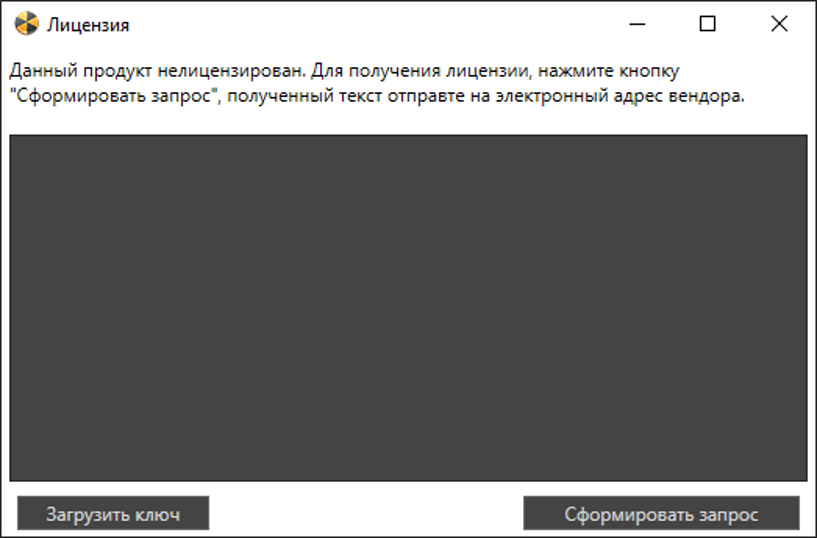 Лицензия
Данный продукт нелицензирован. Для получения лицензии, нажмите кнопку
"Сформировать запрос", полученный текст отправте на электронный адрес вендора.
Загрузить ключ
Сформировать запрос